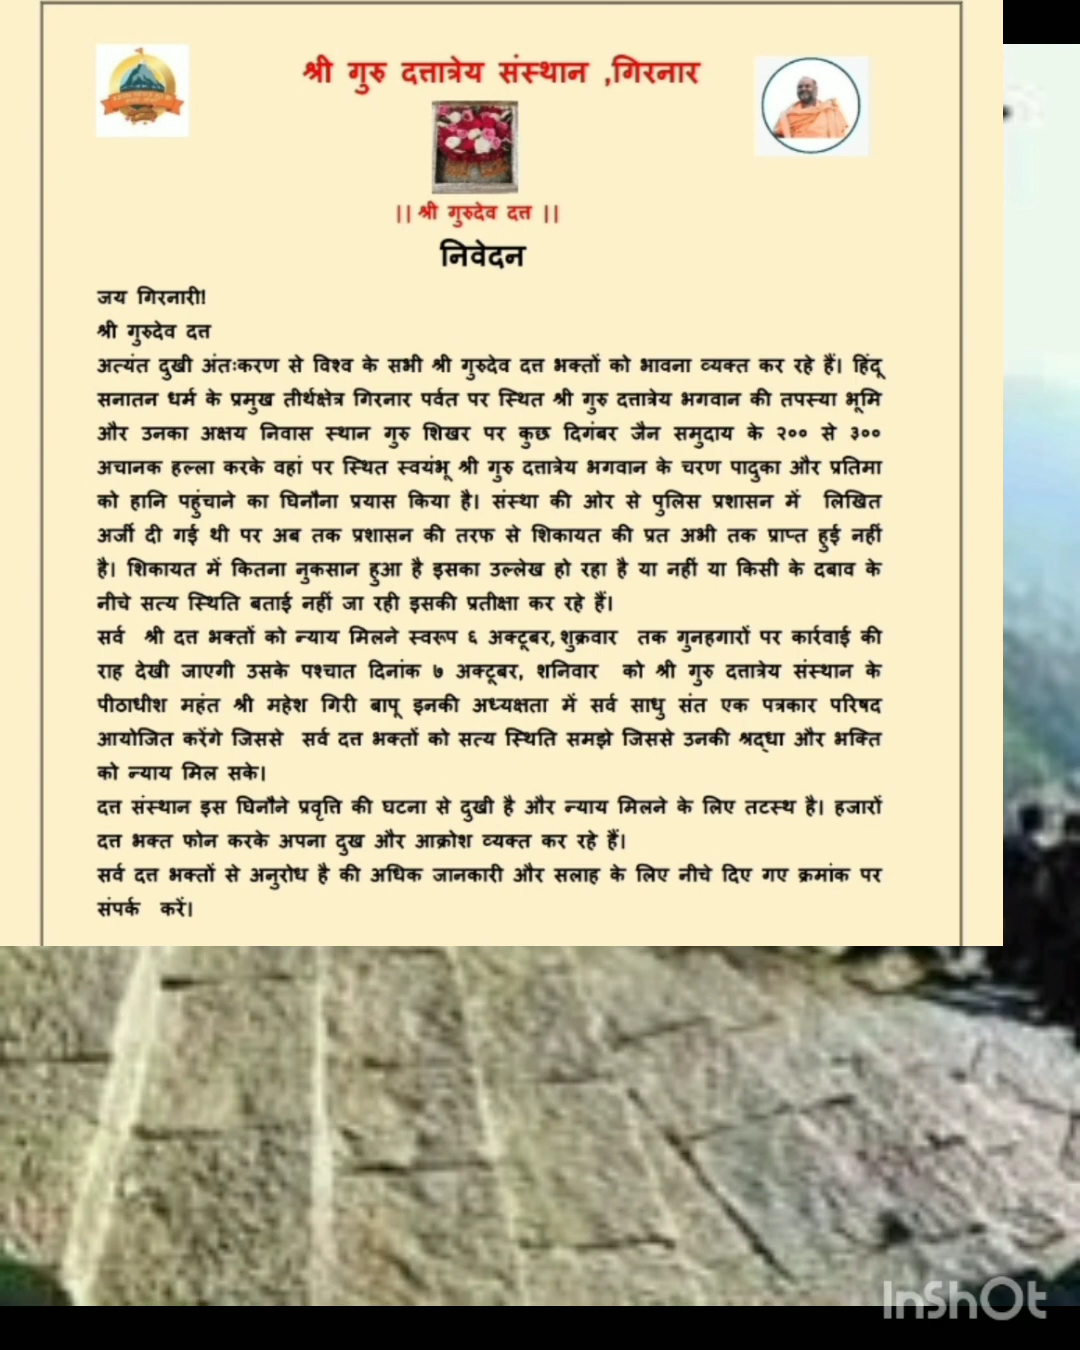 श्री गुरु दत्तात्रेय संस्थान ,गिरनार
|| श्री गुरुदेव दत्त ||
निवेदन
जय गिरनारी!
श्री गुरुदेव दत्त
अत्यंत दुखी अंतःकरण से विश्व के सभी श्री गुरुदेव दत्त भक्तों को भावना व्यक्त कर रहे हैं। हिंदू
सनातन धर्म के प्रमुख तीर्थक्षेत्र गिरनार पर्वत पर स्थित श्री गुरु दत्तात्रेय भगवान की तपस्या भूमि
और उनका अक्षय निवास स्थान गुरु शिखर पर कुछ दिगंबर जैन समुदाय के २०० से ३००
अचानक हल्ला करके वहां पर स्थित स्वयंभू श्री गुरु दत्तात्रेय भगवान के चरण पादुका और प्रतिमा
को हानि पहुंचाने का घिनौना प्रयास किया है। संस्था की ओर से पुलिस प्रशासन में लिखित
अर्जी दी गई थी पर अब तक प्रशासन की तरफ से शिकायत की प्रत अभी तक प्राप्त हुई नहीं
है। शिकायत में कितना नुकसान हुआ है इसका उल्लेख हो रहा है या नहीं या किसी के दबाव के
नीचे सत्य स्थिति बताई नहीं जा रही इसकी प्रतीक्षा कर रहे हैं।
सर्व श्री दत्त भक्तों को न्याय मिलने स्वरूप ६ अक्टूबर, शुक्रवार तक गुनहगारों पर कार्रवाई की
राह देखी जाएगी उसके पश्चात दिनांक ७ अक्टूबर, शनिवार को श्री गुरु दत्तात्रेय संस्थान के
पीठाधीश महंत श्री महेश गिरी बापू इनकी अध्यक्षता में सर्व साधु संत एक पत्रकार परिषद
आयोजित करेंगे जिससे सर्व दत्त भक्तों को सत्य स्थिति समझे जिससे उनकी श्रद्धा और भक्ति
को न्याय मिल सके।
दत्त संस्थान इस घिनौने प्रवृत्ति की घटना से दुखी है और न्याय मिलने के लिए तटस्थ है। हजारों
दत्त भक्त फोन करके अपना दुख और आक्रोश व्यक्त कर रहे हैं।
सर्व दत्त भक्तों से अनुरोध है की अधिक जानकारी और सलाह के लिए नीचे दिए गए क्रमांक पर
संपर्क करें।
InShOt